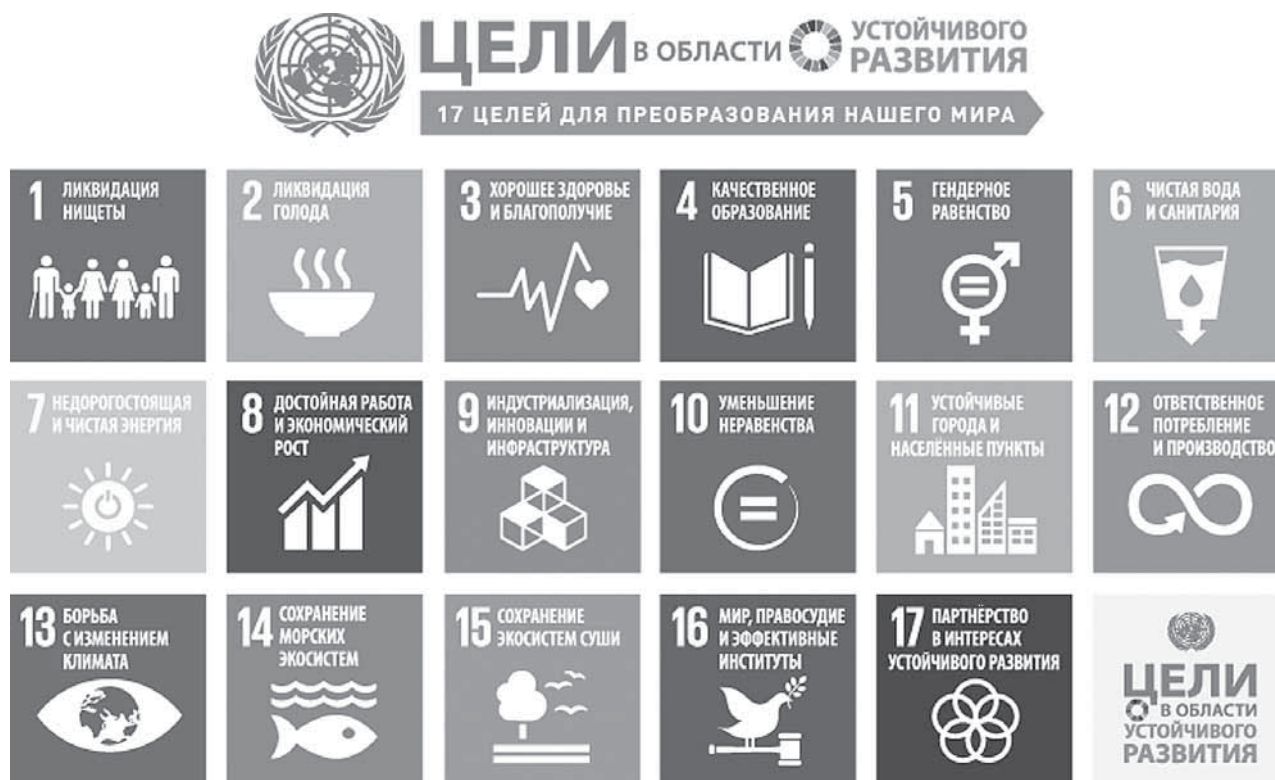 ЦЕЛИ В ОБЛАСТИ УСТОЙЧИВОГО
РАЗВИТИЯ
17 ЦЕЛЕЙ ДЛЯ ПРЕОБРАЗОВАНИЯ НАШЕГО МИРА
1 ЛИКВИДАЦИЯ
НИЩЕТЫ
2 ЛИКВИДАЦИЯ
ГОЛОДА
3 ХОРОШЕЕ ЗДОРОВЬЕ
И БЛАГОПОЛУЧИЕ
4 КАЧЕСТВЕННОЕ
ОБРАЗОВАНИЕ
5 ГЕНДЕРНОЕ
РАВЕНСТВО
6 ЧИСТАЯ ВОДА
И САНИТАРИЯ
7 НЕДОРОГОСТОЯЩАЯ
И ЧИСТАЯ ЭНЕРГИЯ
8 ДОСТОЙНАЯ РАБОТА
И ЭКОНОМИЧЕСКИЙ
РОСТ
9 ИНДУСТРИАЛИЗАЦИЯ,
ИННОВАЦИИ И
ИНФРАСТРУКТУРА
10 УМЕНЬШЕНИЕ
НЕРАВЕНСТВА
11 УСТОЙЧИВЫЕ
ГОРОДА И
НАСЕЛЁННЫЕ ПУНКТЫ
12 ОТВЕТСТВЕННОЕ
ПОТРЕБЛЕНИЕ
И ПРОИЗВОДСТВО
13 БОРЬБА
С ИЗМЕНЕНИЕМ
КЛИМАТА
14 СОХРАНЕНИЕ
МОРСКИХ
ЭКОСИСТЕМ
15 СОХРАНЕНИЕ
ЭКОСИСТЕМ СУШИ
16 МИР, ПРАВОСУДИЕ
И ЭФФЕКТИВНЫЕ
ИНСТИТУТЫ
17 ПАРТНЁРСТВО
В ИНТЕРЕСАХ
УСТОЙЧИВОГО РАЗВИТИЯ
ЦЕЛИ
В ОБЛАСТИ
УСТОЙЧИВОГО
РАЗВИТИЯ